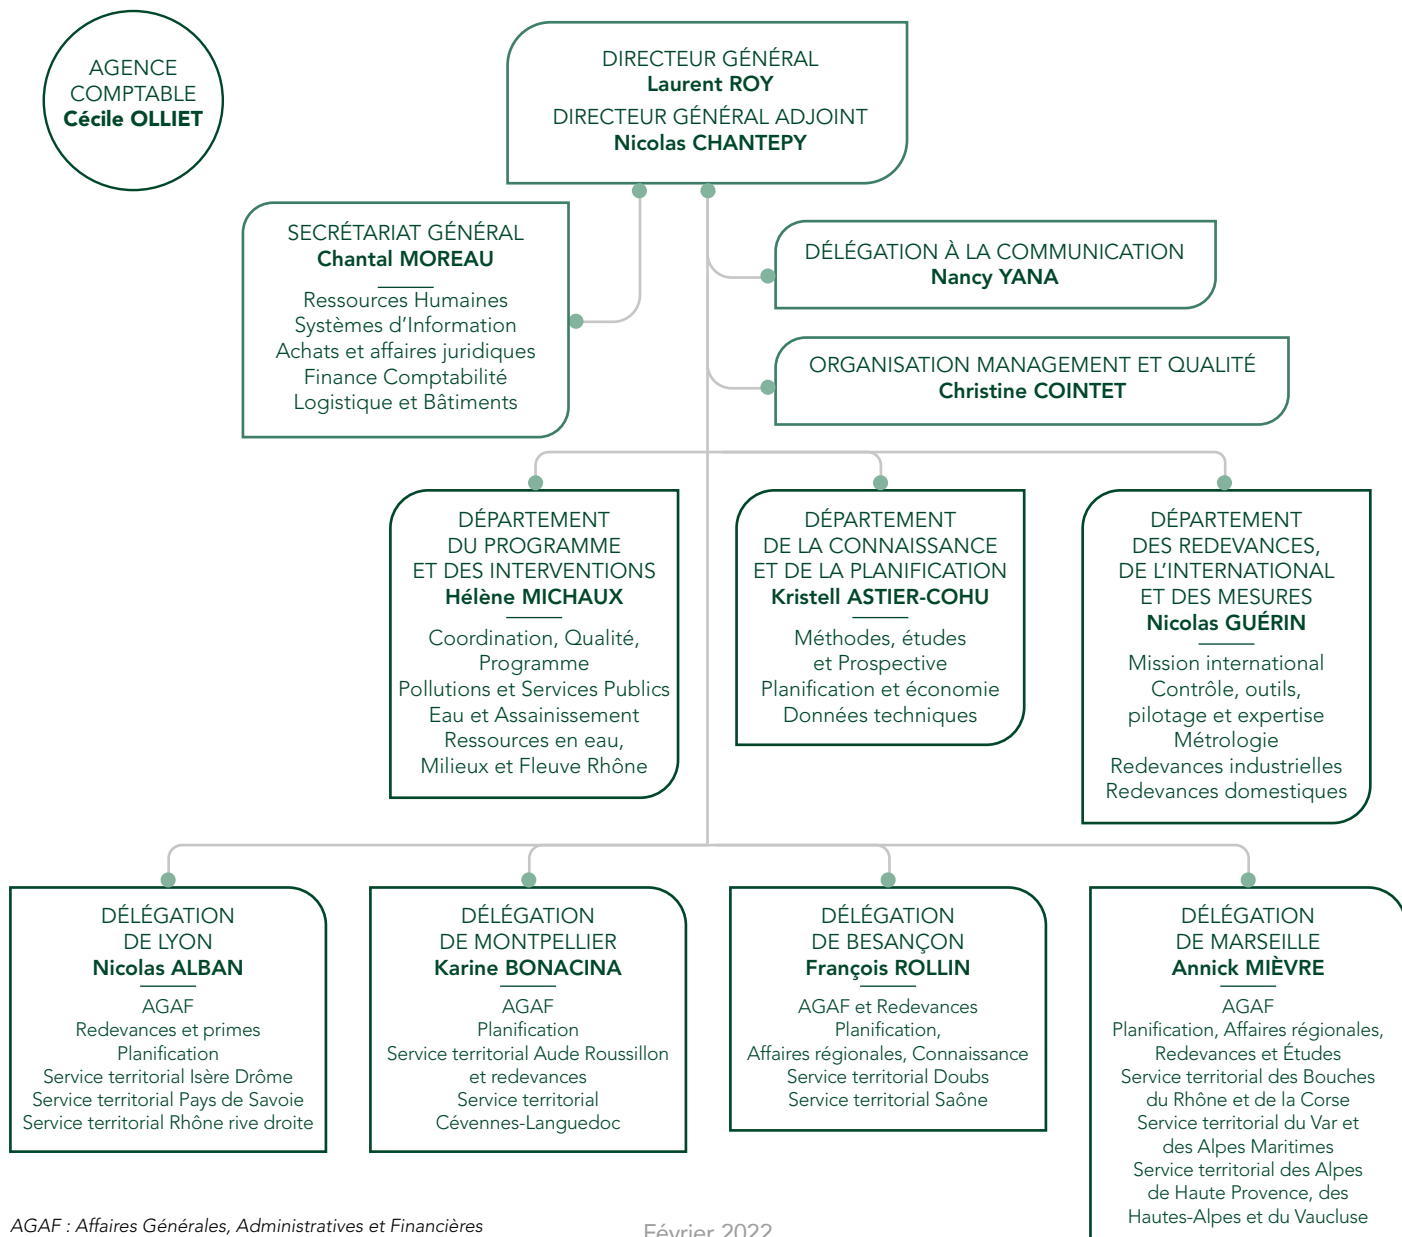 AGENCE
COMPTABLE
Cécile OLLIET
DIRECTEUR GÉNÉRAL
Laurent ROY
DIRECTEUR GÉNÉRAL ADJOINT
Nicolas CHANTEPY
SECRÉTARIAT GÉNÉRAL
Chantal MOREAU
Ressources Humaines
Systèmes d'Information
Achats et affaires juridiques
Finance Comptabilité
Logistique et Bâtiments
DÉLÉGATION À LA COMMUNICATION
Nancy YANA
ORGANISATION MANAGEMENT ET QUALITÉ
Christine COINTET
DÉPARTEMENT
DU PROGRAMME
ET DES INTERVENTIONS
Hélène MICHAUX
Coordination, Qualité,
Programme
Pollutions et Services Publics
Eau et Assainissement
Ressources en eau,
Milieux et Fleuve Rhône
DÉPARTEMENT
DE LA CONNAISSANCE
ET DE LA PLANIFICATION
Kristell ASTIER-COHU
Méthodes, études
et Prospective
Planification et économie
Données techniques
DÉPARTEMENT
DES REDEVANCES,
DE L'INTERNATIONAL
ET DES MESURES
Nicolas GUÉRIN
Mission international
Contrôle, outils,
pilotage et expertise
Métrologie
Redevances industrielles
Redevances domestiques
DÉLÉGATION
DE LYON
Nicolas ALBAN
AGAF
Redevances et primes
Planification
Service territorial Isère Drôme
Service territorial Pays de Savoie
Service territorial Rhône rive droite
DÉLÉGATION
DE MONTPELLIER
Karine BONACINA
AGAF
Planification
Service territorial Aude Roussillon
et redevances
Service territorial
Cévennes-Languedoc
DÉLÉGATION
DE BESANÇON
François ROLLIN
AGAF et Redevances
Planification,
Affaires régionales, Connaissance
Service territorial Doubs
Service territorial Saône
DÉLÉGATION
DE MARSEILLE
Annick MIÈVRE
AGAF
Planification, Affaires régionales,
Redevances et Études
Service territorial des Bouches
du Rhône et de la Corse
Service territorial du Var et
des Alpes Maritimes
Service territorial des Alpes
de Haute Provence, des
Hautes-Alpes et du Vaucluse
AGAF : Affaires Générales, Administratives et Financières
Février 2022